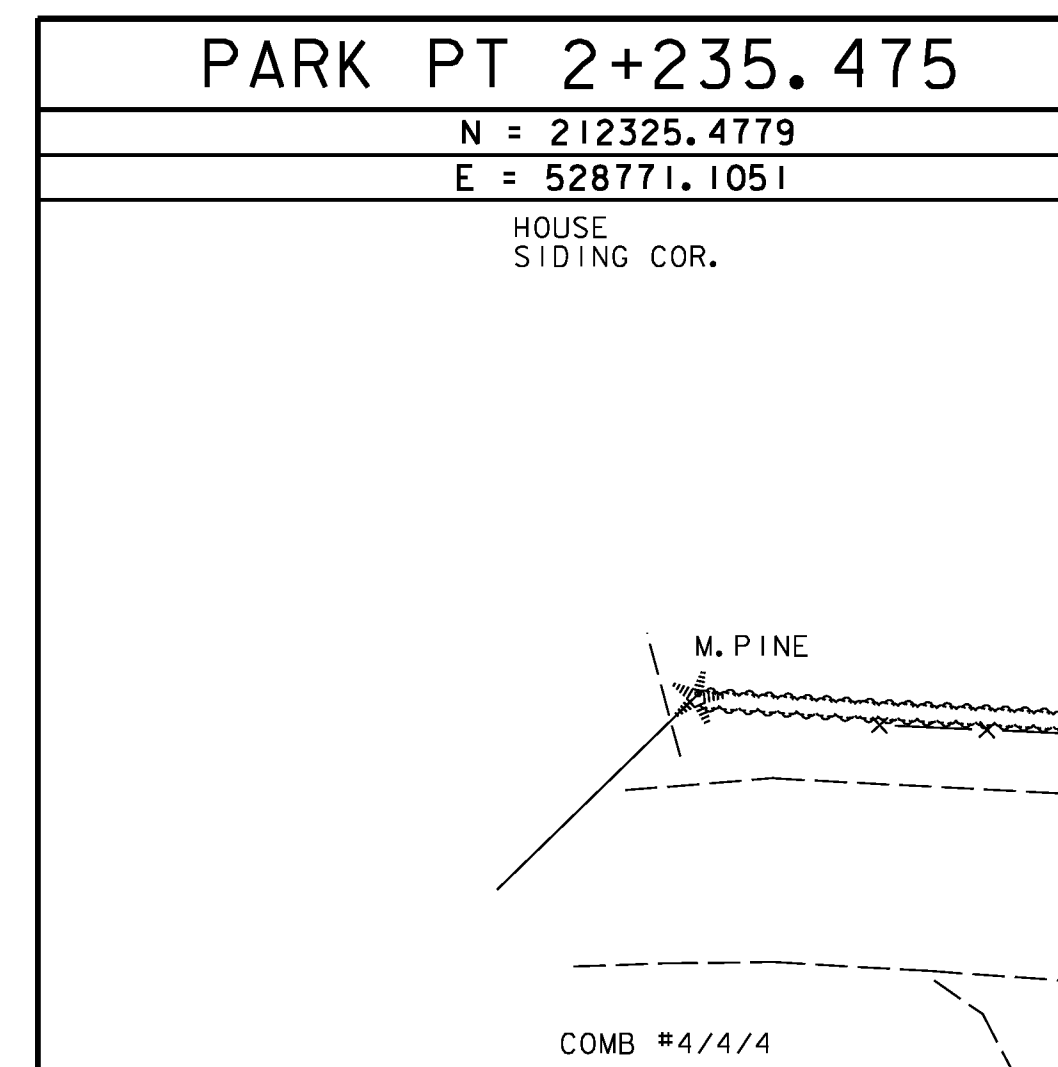 PARK PT 2+235.475
N = 212325.4779
E = 528771.1051
HOUSE
SIDING COR.
M. PINE
COMB #4/4/4